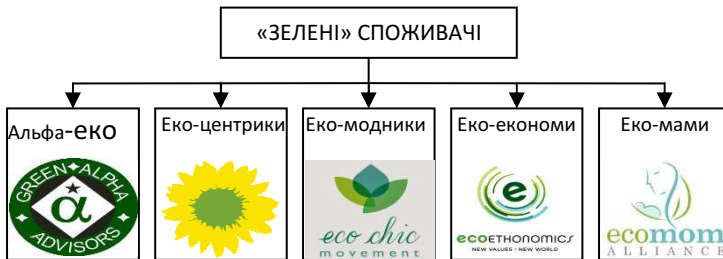 «ЗЕЛЕНІ» СПОЖИВАЧІ
Альфа-еко
Еко-центрики
Еко-модники
Еко-економи
Еко-мами
GREEN ALPHA
α
ADVISORS
eco chic
movement
e
ecoethonomics
NEW VALUES • NEW WORLD
ecomom
ALLIANCE